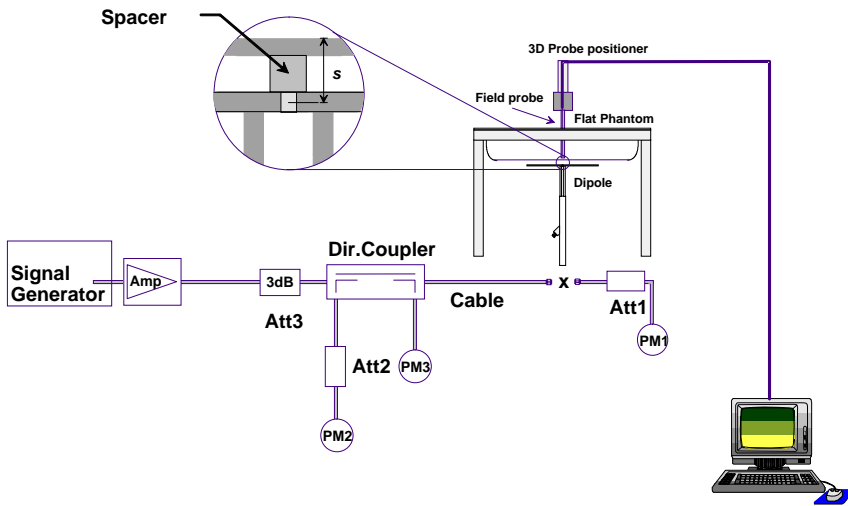 Spacer
s
3D Probe positioner
Field probe
Flat Phantom
Dipole
Dir.Coupler
Signal
Generator
Amp
3dB
Att3
Cable
x
Att1
PM1
Att2
PM3
PM2